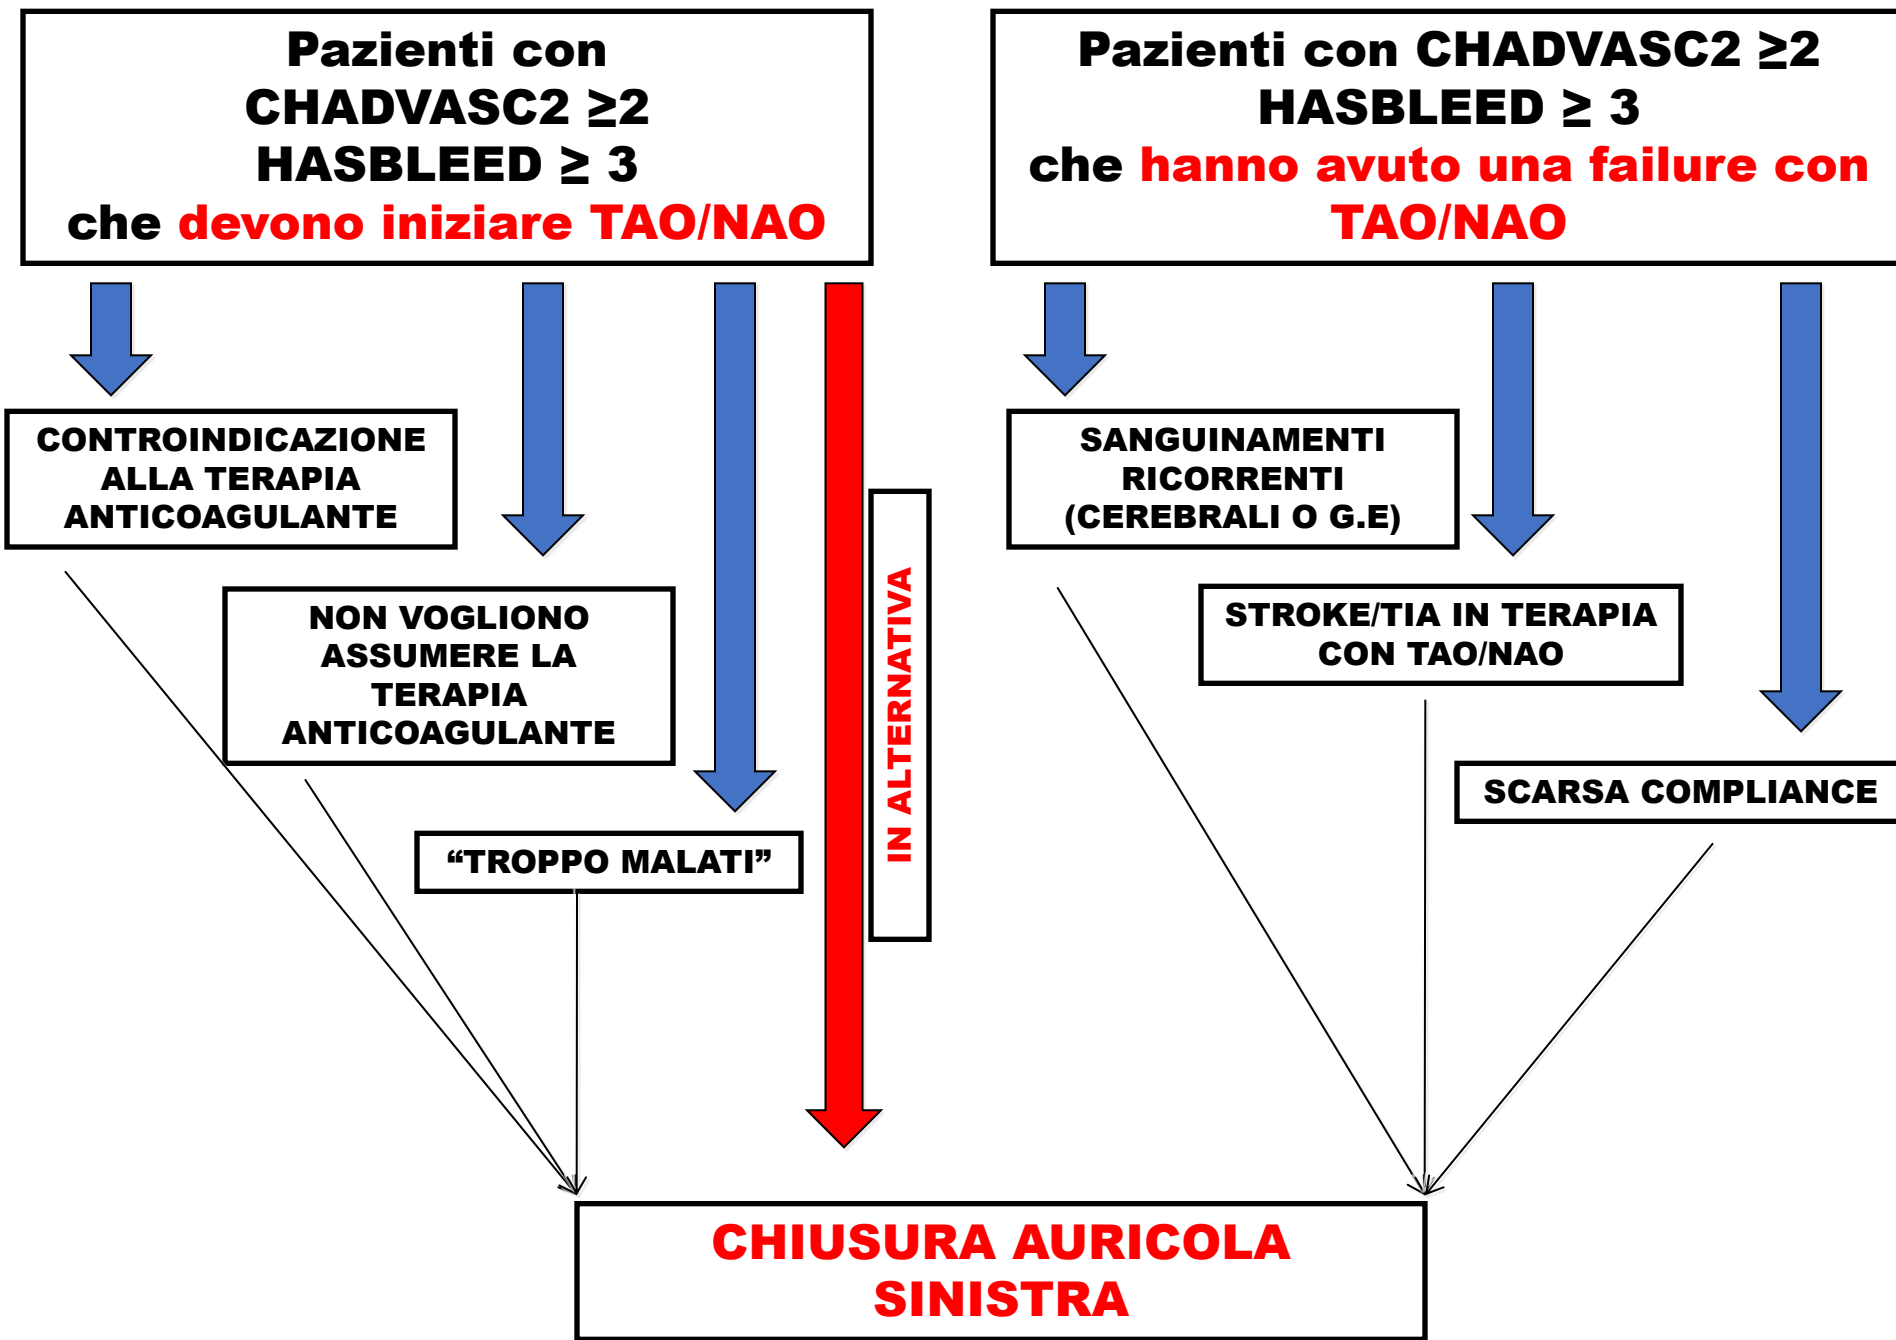 Pazienti con
CHADVASC2 ≥2
HASBLEED ≥ 3
che devono iniziare TAO/NAO
Pazienti con CHADVASC2 ≥2
HASBLEED ≥ 3
che hanno avuto una failure con
TAO/NAO
CONTROINDICAZIONE
ALLA TERAPIA
ANTICOAGULANTE
NON VOGLIONO
ASSUMERE LA
TERAPIA
ANTICOAGULANTE
“TROPPO MALATI”
IN ALTERNATIVA
SANGUINAMENTI
RICORRENTI
(CEREBRALI O G.E)
STROKE/TIA IN TERAPIA
CON TAO/NAO
SCARSA COMPLIANCE
CHIUSURA AURICOLA
SINISTRA